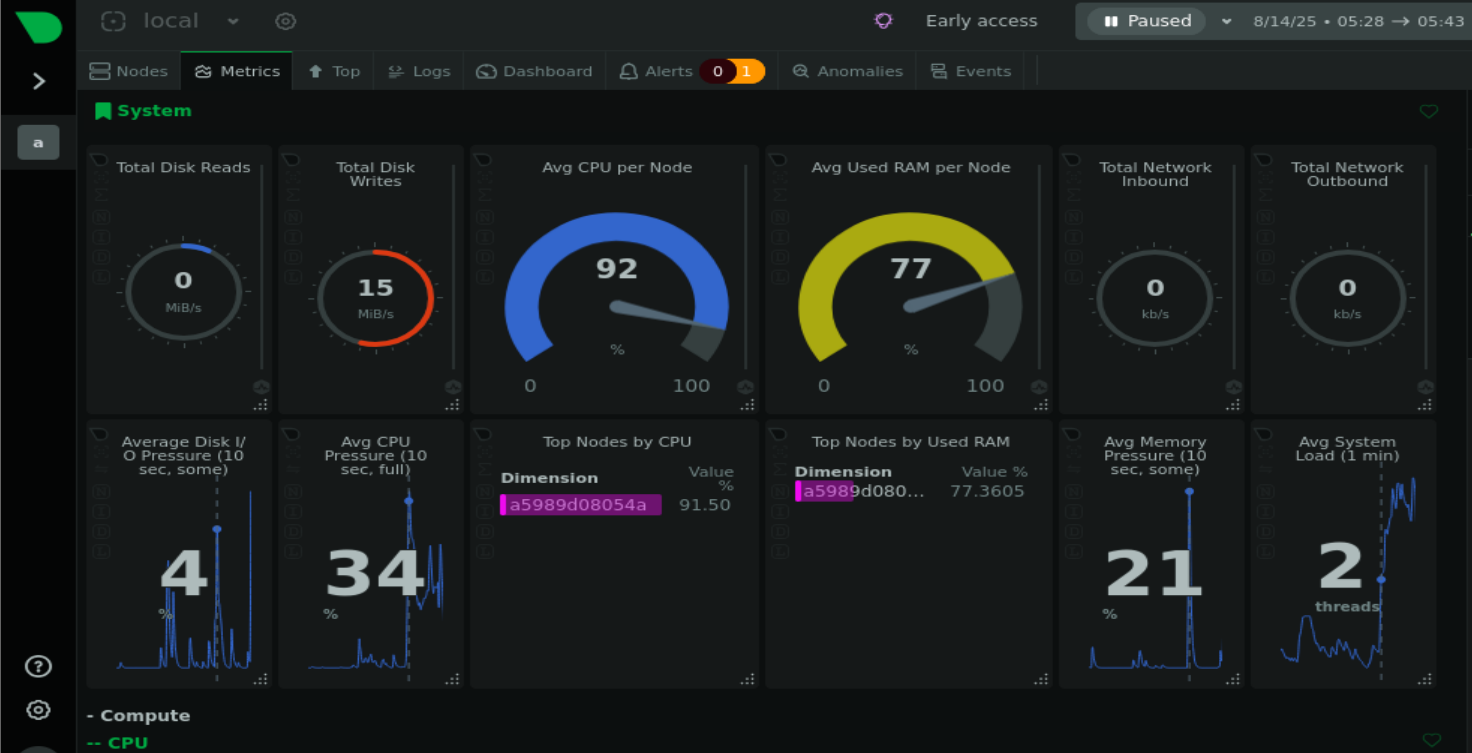 local
Early access
Paused
8/14/25 • 05:28 → 05:43
Nodes
Metrics
Top
Logs
Dashboard
Alerts
0
1
Anomalies
Events
a
System
Total Disk Reads
0
MiB/s
Total Disk
Writes
15
MiB/s
Avg CPU per Node
92
%
0
100
Avg Used RAM per Node
77
%
0
100
Total Network
Inbound
0
kb/s
Total Network
Outbound
0
kb/s
Average Disk I/
O Pressure (10
sec, some)
4
%
Avg CPU
Pressure (10
sec, full)
34
%
Top Nodes by CPU
Dimension
Value
%
a5989d08054a
91.50
Top Nodes by Used RAM
Dimension
Value %
a5989d080...
77.3605
Avg Memory
Pressure (10
sec, some)
21
%
Avg System
Load (1 min)
2
threads
- Compute
-- CPU